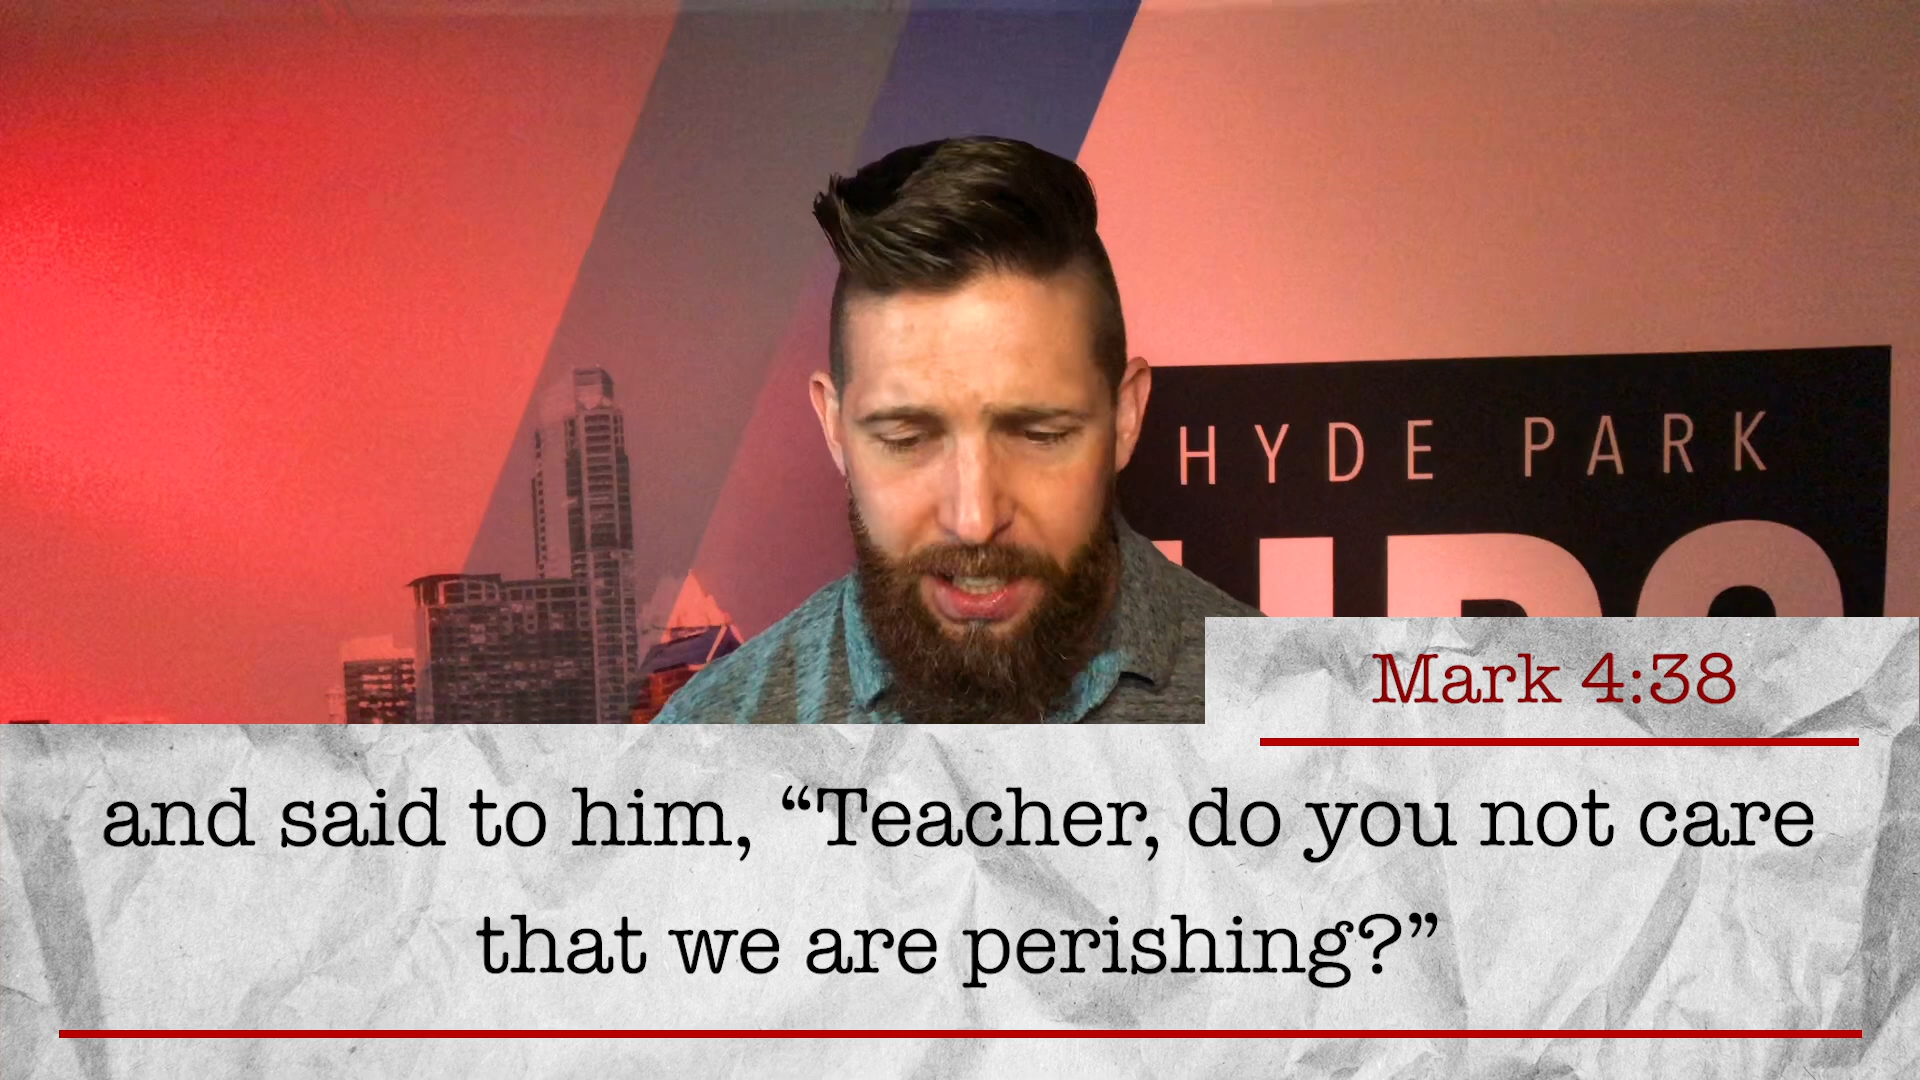 HYDE PARK
Mark 4:38
and said to him, “Teacher, do you not care
that we are perishing?”